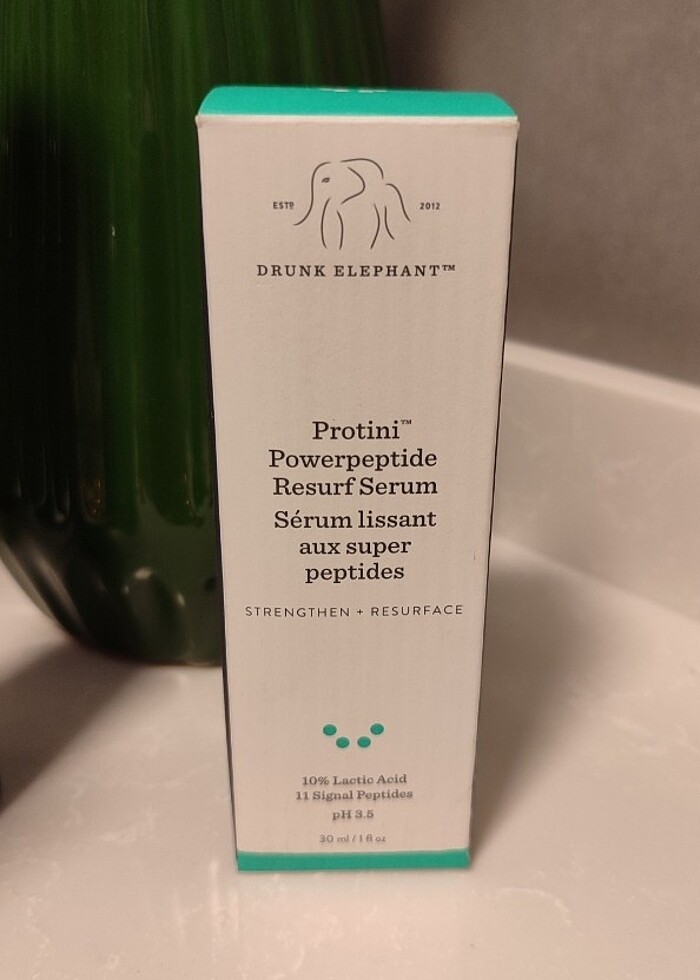 ESTD 2012
DRUNK ELEPHANT™
Protini™
Powerpeptide
Resurf Serum
Sérum lissant
aux super
peptides
STRENGTHEN + RESURFACE
10% Lactic Acid
11 Signal Peptides
pH 3.5
30 ml / 1 fl oz